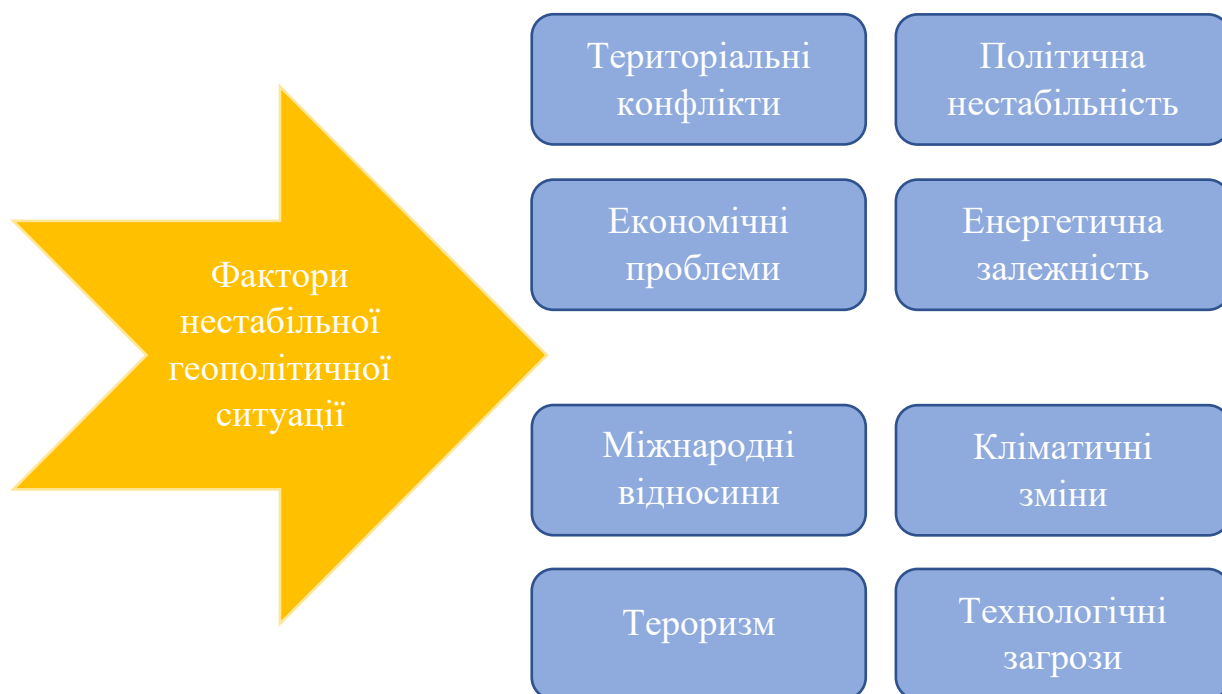 Фактори
нестабільної
геополітичної
ситуації
Територіальні
конфлікти
Політична
нестабільність
Економічні
проблеми
Енергетична
залежність
Міжнародні
відносини
Кліматичні
зміни
Тероризм
Технологічні
загрози